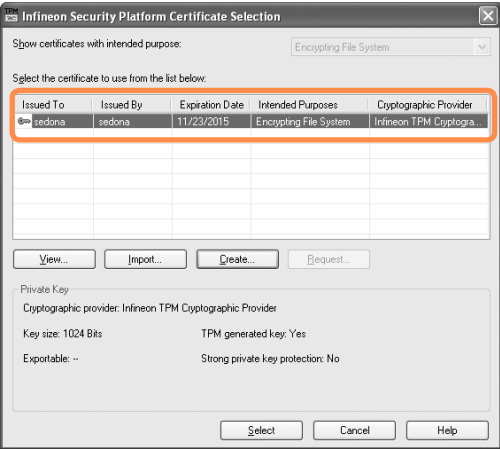 TPM
Infineon Security Platform Certificate Selection
Show certificates with intended purpose:
Encrypting File System
Select the certificate to use from the list below:
Issued To Issued By Expiration Date Intended Purposes Cryptographic Provider
sedona sedona 11/23/2015 Encrypting File System Infineon TPM Cryptogra...
View... Import... Create... Request...
Private Key
Cryptographic provider: Infineon TPM Cryptographic Provider
Key size: 1024 Bits TPM generated key: Yes
Exportable: -- Strong private key protection: No
Select Cancel Help